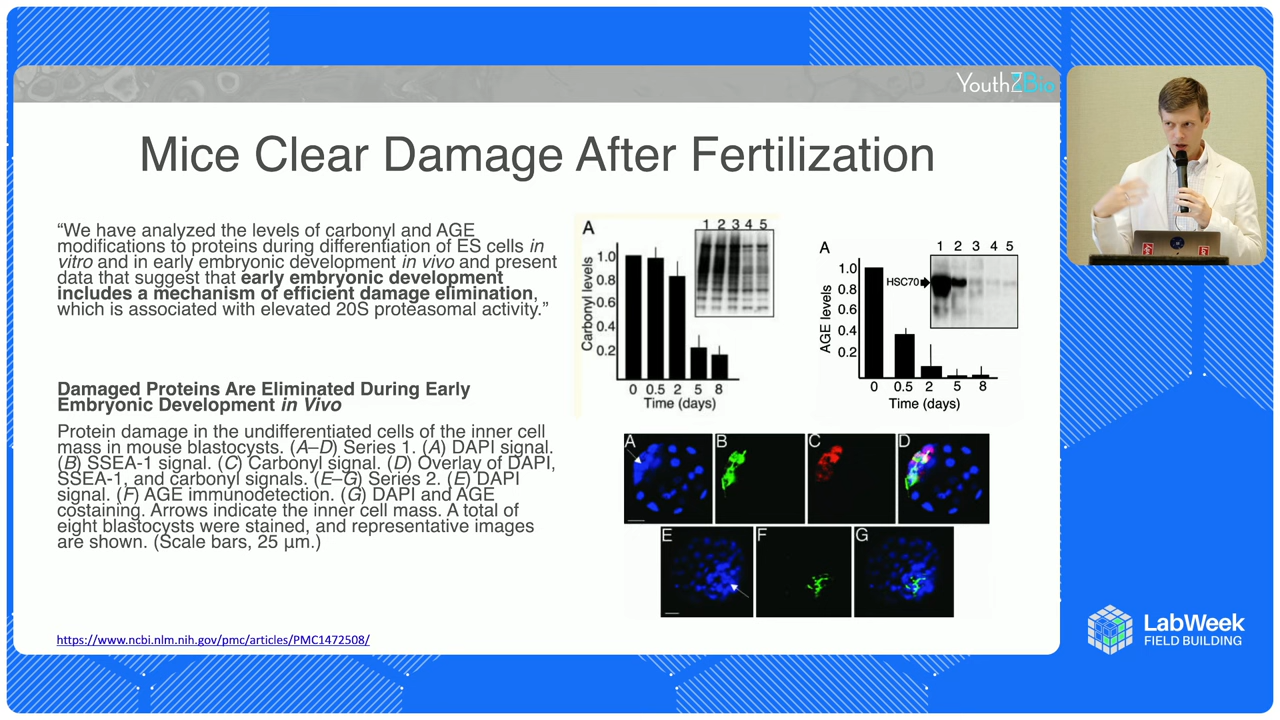 YouthZBio
Mice Clear Damage After Fertilization
“We have analyzed the levels of carbonyl and AGE
modifications to proteins during differentiation of ES cells in
vitro and in early embryonic development in vivo and present
data that suggest that early embryonic development
includes a mechanism of efficient damage elimination,
which is associated with elevated 20S proteasomal activity.”
Damaged Proteins Are Eliminated During Early
Embryonic Development in Vivo
Protein damage in the undifferentiated cells of the inner cell
mass in mouse blastocysts. (A–D) Series 1. (A) DAPI signal.
(B) SSEA-1 signal. (C) Carbonyl signal. (D) Overlay of DAPI,
SSEA-1, and carbonyl signals. (E–G) Series 2. (E) DAPI
signal. (F) AGE immunodetection. (G) DAPI and AGE
costaining. Arrows indicate the inner cell mass. A total of
eight blastocysts were stained, and representative images
are shown. (Scale bars, 25 µm.)
https://www.ncbi.nlm.nih.gov/pmc/articles/PMC1472508/
A
1 2 3 4 5
Carbonyl levels
1.0
0.8
0.6
0.4
0.2
0 0.5 2 5 8
Time (days)
A
1 2 3 4 5
HSC70
AGE levels
1.0
0.8
0.6
0.4
0.2
0 0.5 2 5 8
Time (days)
A B C D
E F G
LabWeek
FIELD BUILDING